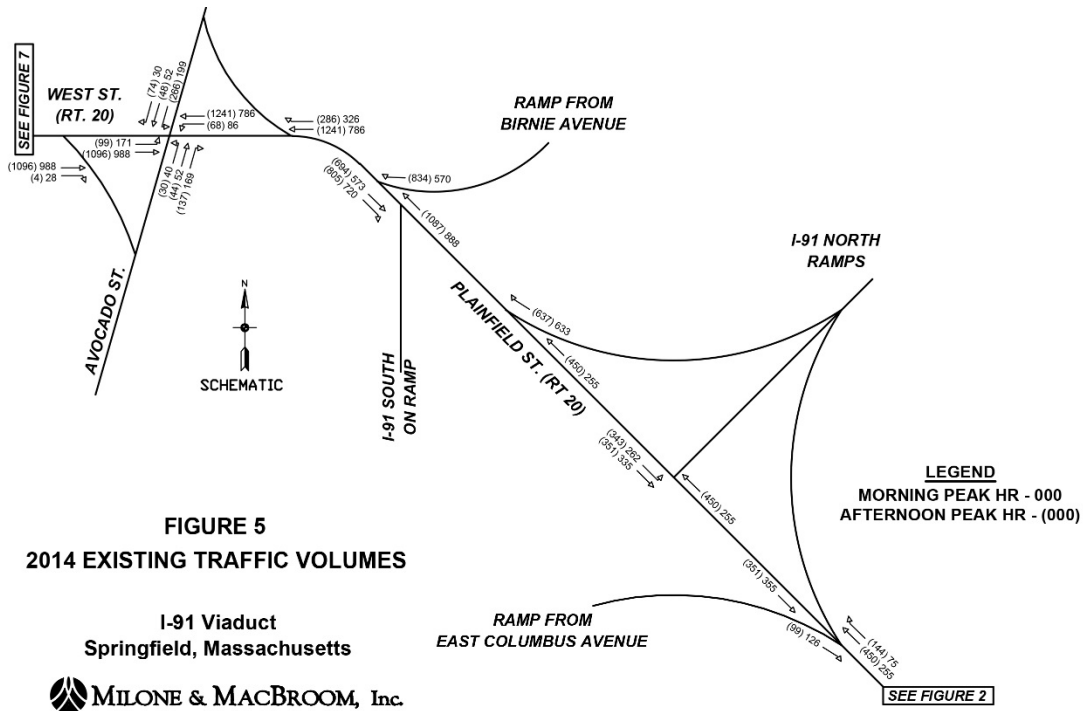 SEE FIGURE 7
WEST ST.
(RT. 20)
(74) 30
(48) 52
(266) 199
(1241) 786
(68) 86
(286) 326
(1241) 786
RAMP FROM
BIRNIE AVENUE
(99) 171
(1096) 988
(1096) 988
(4) 28
(30) 40
(44) 52
(137) 169
(694) 573
(805) 720
(834) 570
(1087) 888
I-91 NORTH
RAMPS
AVOCADO ST.
N
SCHEMATIC
I-91 SOUTH
ON RAMP
PLAINFIELD ST. (RT 20)
(637) 633
(450) 255
(343) 262
(351) 335
(450) 255
LEGEND
MORNING PEAK HR - 000
AFTERNOON PEAK HR - (000)
FIGURE 5
2014 EXISTING TRAFFIC VOLUMES
I-91 Viaduct
Springfield, Massachusetts
MILONE & MACBROOM, Inc.
RAMP FROM
EAST COLUMBUS AVENUE
(351) 355
(99) 126
(144) 75
(450) 255
SEE FIGURE 2